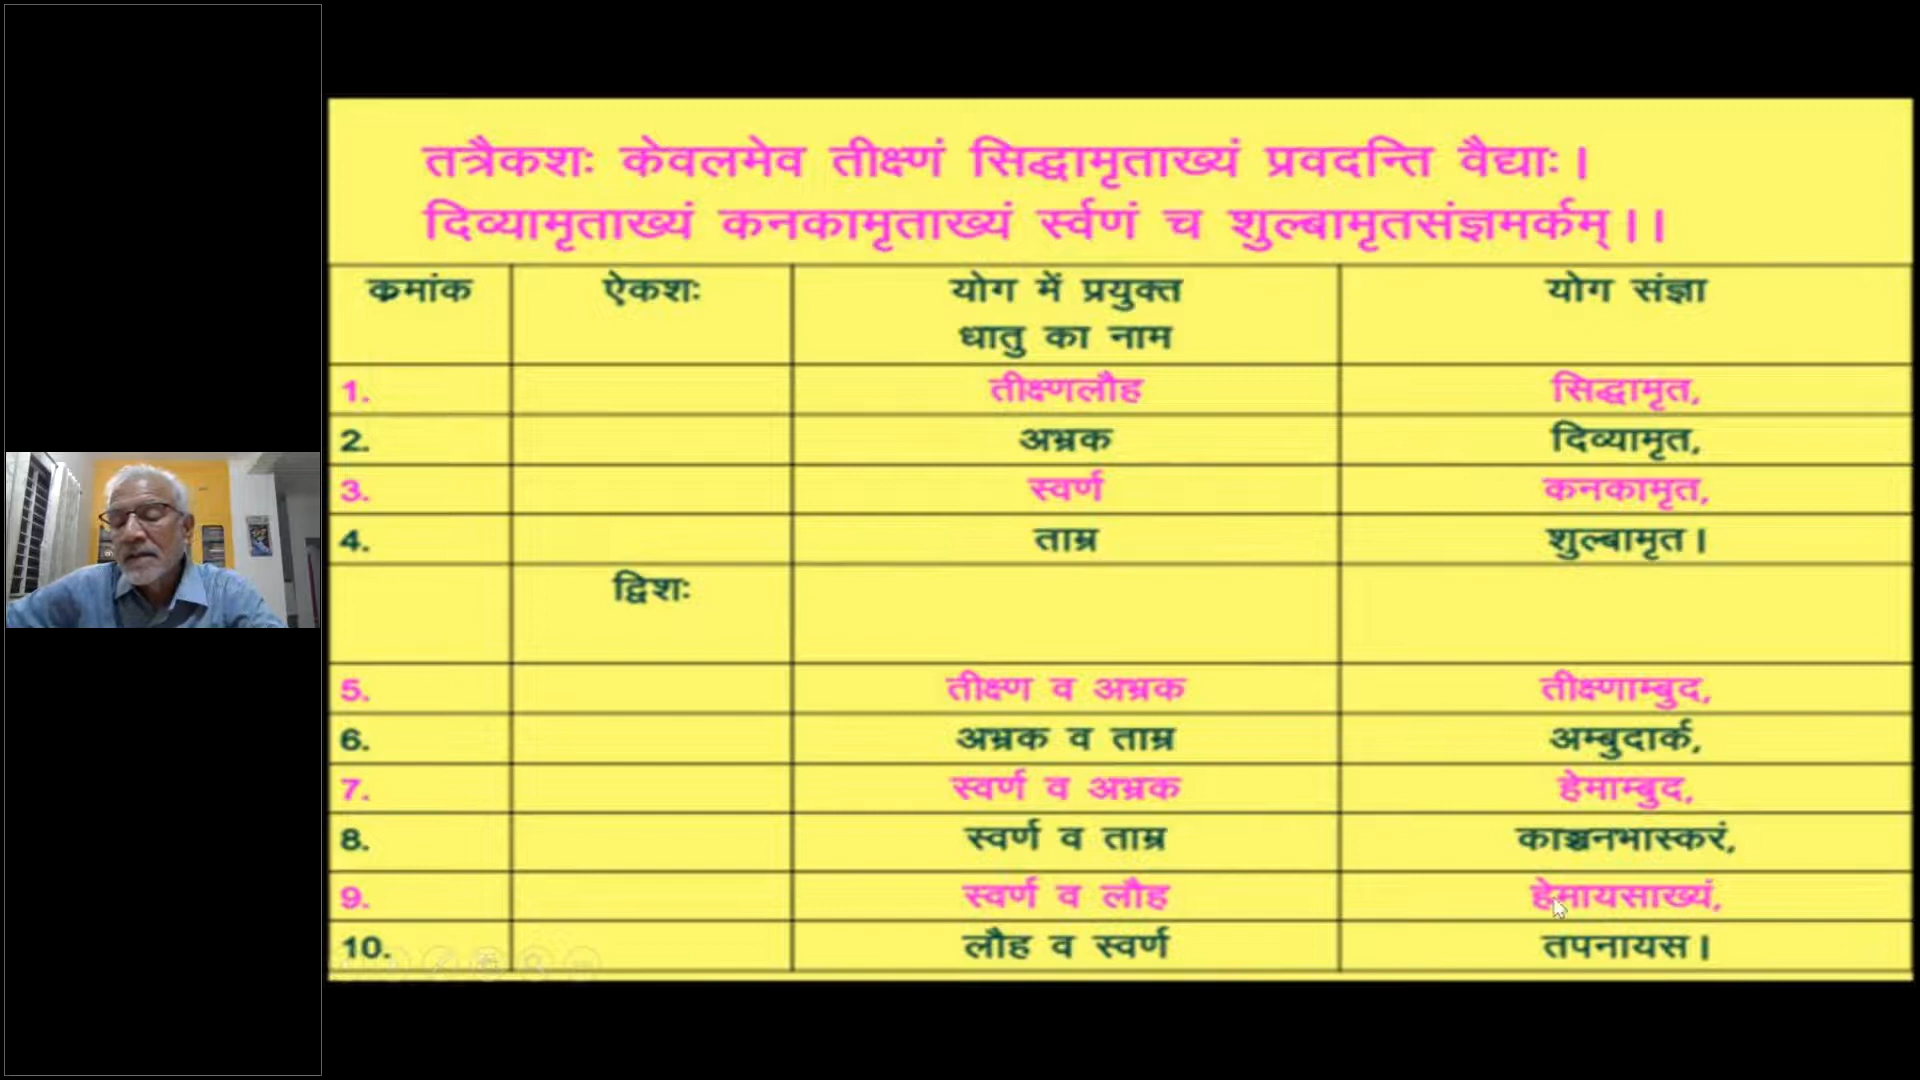 तत्रैकशः केवलमेव तीक्ष्णं सिद्धामृताख्यं प्रवदन्ति वैद्याः।
दिव्यामृताख्यं कनकामृताख्यं र्स्वणं च शुल्बामृतसंज्ञमर्कम्।।
क्रमांक ऐकशः योग में प्रयुक्त योग संज्ञा
धातु का नाम
1. तीक्ष्णलौह सिद्धामृत,
2. अभ्रक दिव्यामृत,
3. स्वर्ण कनकामृत,
4. ताम्र शुल्बामृत।
द्विशः
5. तीक्ष्ण व अभ्रक तीक्ष्णाम्बुद,
6. अभ्रक व ताम्र अम्बुदार्क,
7. स्वर्ण व अभ्रक हेमाम्बुद,
8. स्वर्ण व ताम्र काञ्चनभास्करं,
9. स्वर्ण व लौह हेमायसाख्यं,
10. लौह व स्वर्ण तपनायस।